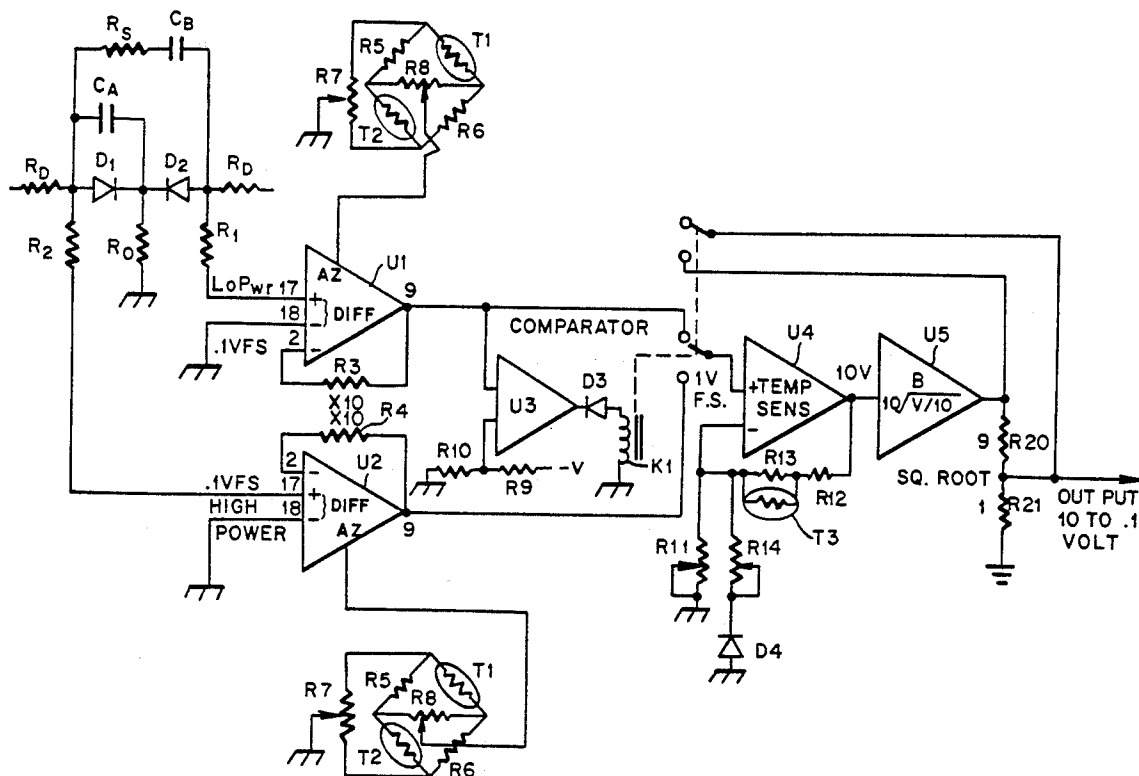 RS
CB
CA
RD
D1
D2
RD
R2
RO
R1
R5
T1
R7
R8
T2
R6
LoPwr
17
18
2
.1VFS
AZ
+
-
DIFF
-
U1
9
R3
X10
X10
R4
COMPARATOR
U3
D3
K1
R10
R9
-V
1V
F.S.
2
17
18
.1VFS
HIGH
POWER
-
+
-
DIFF
AZ
U2
9
U4
+TEMP
SENS
-
10V
U5
B
10√V/10
9
R20
SQ. ROOT
1
R21
OUT PUT
10 TO .1
VOLT
R13
R12
T3
R11
R14
D4
R7
R5
T1
R8
T2
R6